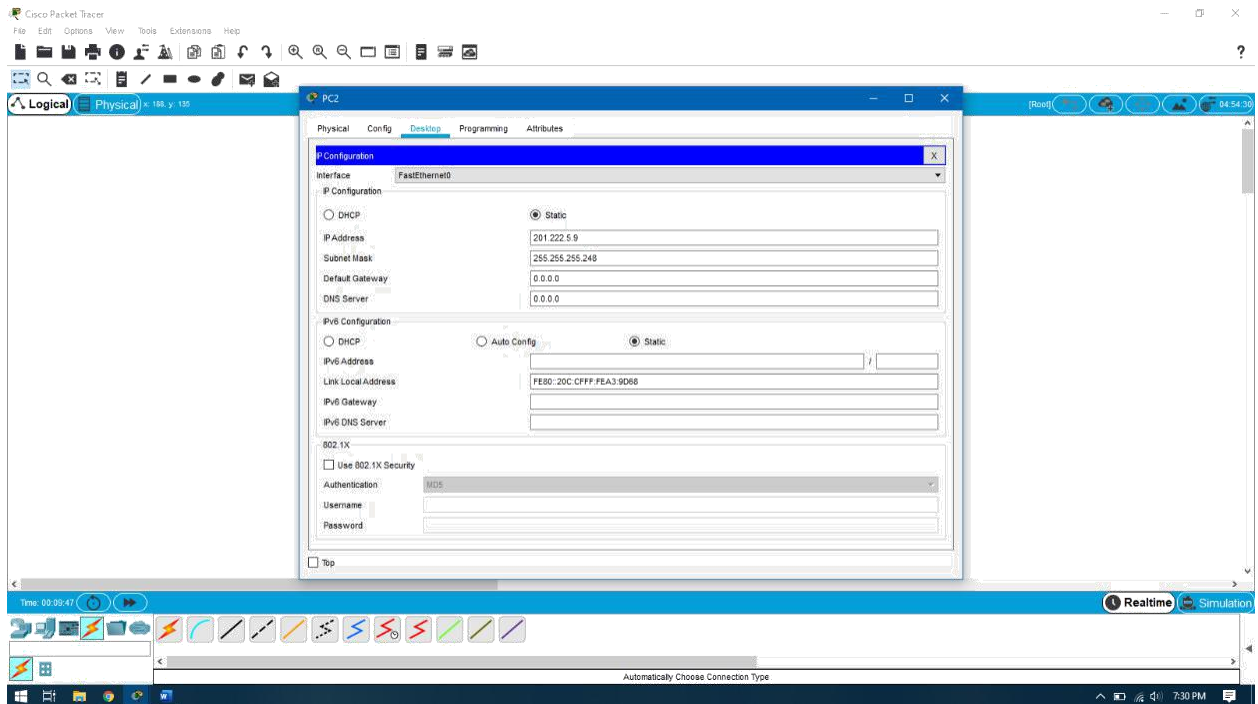 Cisco Packet Tracer
File Edit Options View Tools Extensions Help
?
Logical Physical x: 188, y: 135 [Root] 04:54:30
PC2
Physical Config Desktop Programming Attributes
IP Configuration X
Interface FastEthernet0
IP Configuration
DHCP Static
IP Address 201.222.5.9
Subnet Mask 255.255.255.248
Default Gateway 0.0.0.0
DNS Server 0.0.0.0
IPv6 Configuration
DHCP Auto Config Static
IPv6 Address /
Link Local Address FE80::20C:CFFF:FEA3:9D68
IPv6 Gateway
IPv6 DNS Server
802.1X
Use 802.1X Security
Authentication MD5
Username
Password
Top
Time: 00:09:47 Realtime Simulation
Automatically Choose Connection Type
7:30 PM